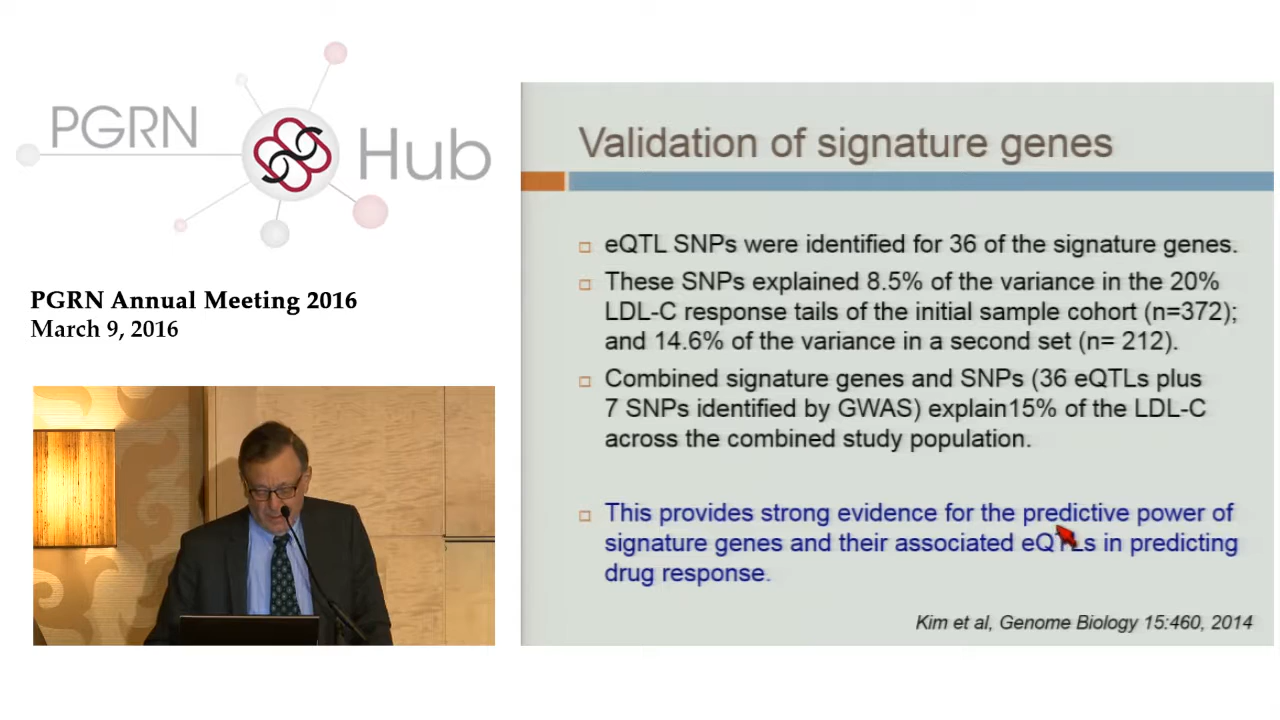 PGRN
Hub
PGRN Annual Meeting 2016
March 9, 2016
Validation of signature genes
eQTL SNPs were identified for 36 of the signature genes.
These SNPs explained 8.5% of the variance in the 20%
LDL-C response tails of the initial sample cohort (n=372);
and 14.6% of the variance in a second set (n= 212).
Combined signature genes and SNPs (36 eQTLs plus
7 SNPs identified by GWAS) explain15% of the LDL-C
across the combined study population.
This provides strong evidence for the predictive power of
signature genes and their associated eQTLs in predicting
drug response.
Kim et al, Genome Biology 15:460, 2014